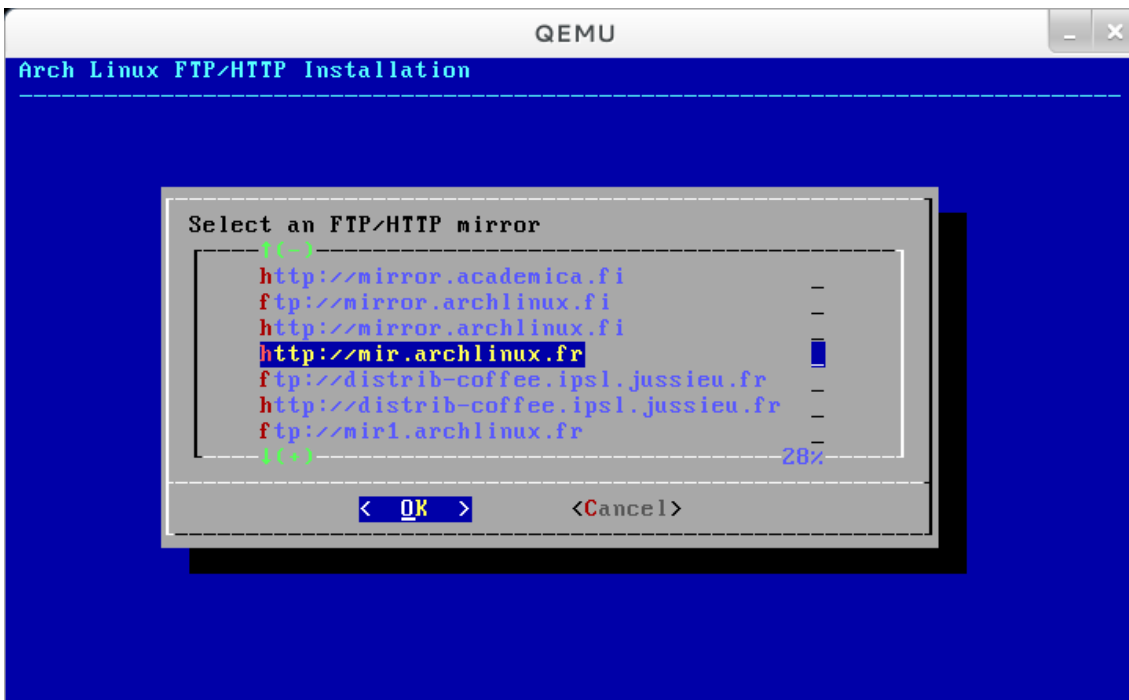 QEMU
Arch Linux FTP/HTTP Installation
Select an FTP/HTTP mirror
↑(-)
http://mirror.academica.fi _
ftp://mirror.archlinux.fi _
http://mirror.archlinux.fi _
http://mir.archlinux.fr _
ftp://distrib-coffee.ipsl.jussieu.fr _
http://distrib-coffee.ipsl.jussieu.fr _
ftp://mir1.archlinux.fr _
↓(+) 28%
< OK > <Cancel>